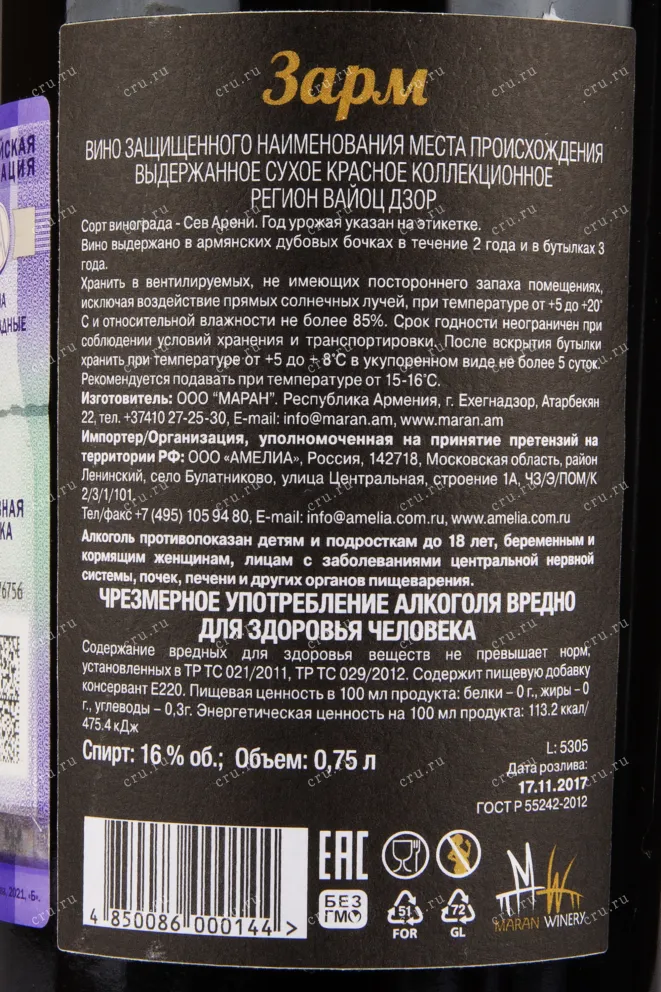 Зарм
ВИНО ЗАЩИЩЕННОГО НАИМЕНОВАНИЯ МЕСТА ПРОИСХОЖДЕНИЯ
ВЫДЕРЖАННОЕ СУХОЕ КРАСНОЕ КОЛЛЕКЦИОННОЕ
РЕГИОН ВАЙОЦ ДЗОР
Сорт винограда - Сев Арени. Год урожая указан на этикетке.
Вино выдержано в армянских дубовых бочках в течение 2 года и в бутылках 3
года.
Хранить в вентилируемых, не имеющих постороннего запаха помещениях,
исключая воздействие прямых солнечных лучей, при температуре от +5 до +20°
С и относительной влажности не более 85%. Срок годности неограничен при
соблюдении условий хранения и транспортировки. После вскрытия бутылки
хранить при температуре от +5 до + 8°С в укупоренном виде не более 5 суток.
Рекомендуется подавать при температуре от 15-16°С.
Изготовитель: ООО "МАРАН". Республика Армения, г. Ехегнадзор, Атарбекян
22, тел. +37410 27-25-30, E-mail: info@maran.am, www.maran.am
Импортер/Организация, уполномоченная на принятие претензий на
территории РФ: ООО «АМЕЛИА», Россия, 142718, Московская область, район
Ленинский, село Булатниково, улица Центральная, строение 1А, ЧЗ/Э/ПОМ/К
2/3/1/101.
Тел/факс +7 (495) 105 94 80, E-mail: info@amelia.com.ru, www.amelia.com.ru
Алкоголь противопоказан детям и подросткам до 18 лет, беременным и
кормящим женщинам, лицам с заболеваниями центральной нервной
системы, почек, печени и других органов пищеварения.
ЧРЕЗМЕРНОЕ УПОТРЕБЛЕНИЕ АЛКОГОЛЯ ВРЕДНО
ДЛЯ ЗДОРОВЬЯ ЧЕЛОВЕКА
Содержание вредных для здоровья веществ не превышает норм,
установленных в ТР ТС 021/2011, ТР ТС 029/2012. Содержит пищевую добавку
консервант Е220. Пищевая ценность в 100 мл продукта: белки – 0 г., жиры – 0
г., углеводы – 0,3г. Энергетическая ценность на 100 мл продукта: 113.2 ккал/
475.4 кДж
Спирт: 16 % об.; Объем: 0,75 л
L: 5305
Дата розлива:
17.11.2017
ГОСТ Р 55242-2012
4 850086 000144 >
ЕАС
БЕЗ
ГМО
51
FOR
72
GL
MARAN WINERY
76756
2021, «Б».
cru.ru